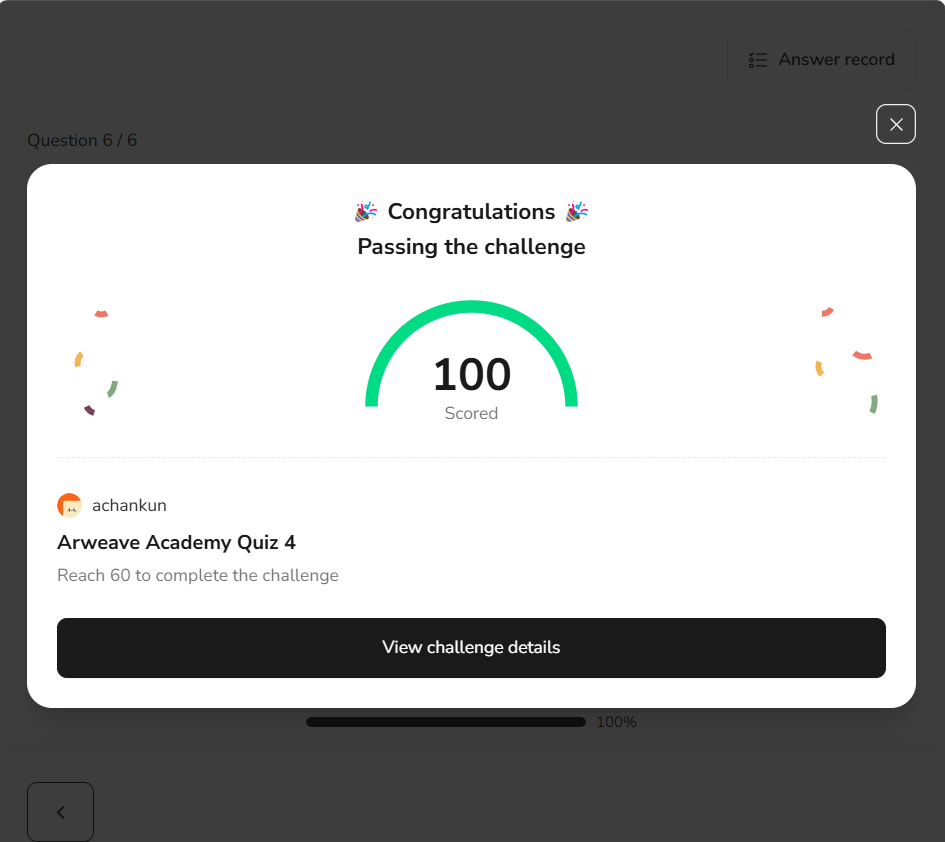 Answer record
Question 6 / 6
🎉 Congratulations 🎉
Passing the challenge
100
Scored
achankun
Arweave Academy Quiz 4
Reach 60 to complete the challenge
View challenge details
100%